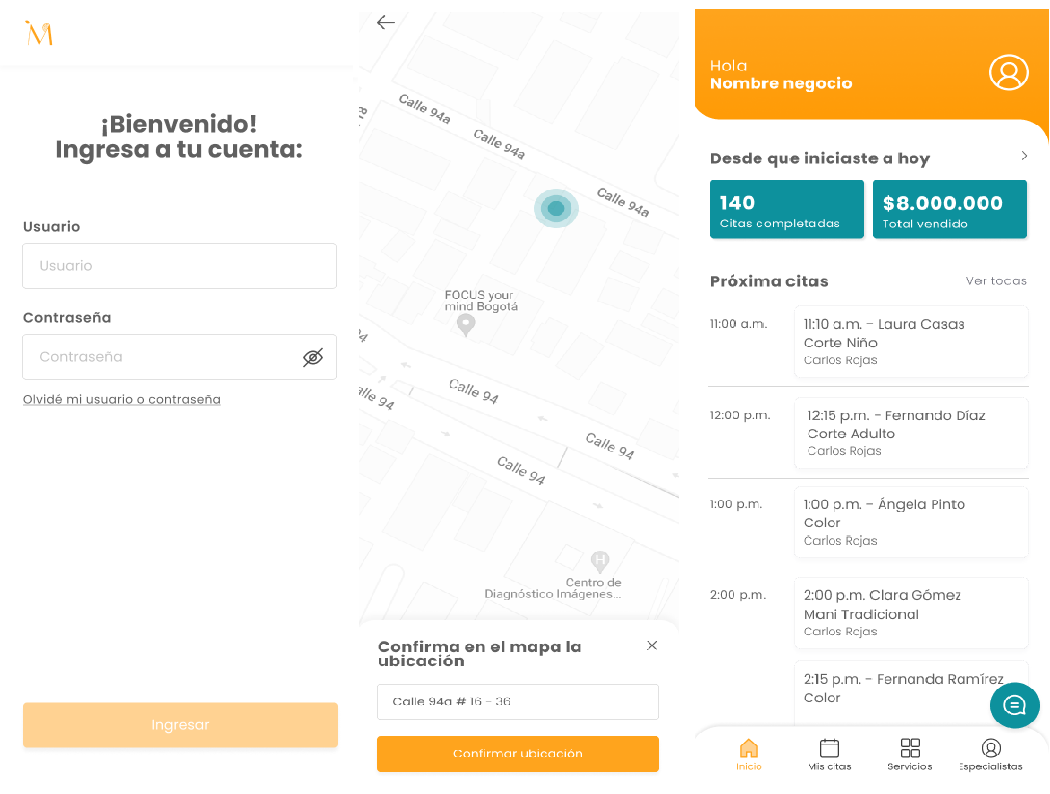 M
¡Bienvenido!
Ingresa a tu cuenta:
Usuario
Usuario
Contraseña
Contraseña
Olvidé mi usuario o contraseña
Ingresar
Calle 94a
Calle 94a
Calle 94a
FOCUS your
mind Bogotá
Calle 94
Calle 94
Calle 94
lle 94
H
Centro de
Diagnóstico Imágenes...
Confirma en el mapa la
ubicación
Calle 94a # 16 - 36
Confirmar ubicación
Hola
Nombre negocio
Desde que iniciaste a hoy
140
Citas completadas
$8.000.000
Total vendido
Próxima citas
Ver tocas
11:00 a.m.
11:10 a.m. - Laura Casas
Corte Niño
Carlos Rojas
12:00 p.m.
12:15 p.m. - Fernando Díaz
Corte Adulto
Carlos Rojas
1:00 p.m.
1:00 p.m. - Ángela Pinto
Color
Carlos Rojas
2:00 p.m.
2:00 p.m. Clara Gómez
Mani Tradicional
Carlos Rojas
2:15 p.m. - Fernanda Ramírez
Color
Inicio
Mis citas
Servicios
Especialistas